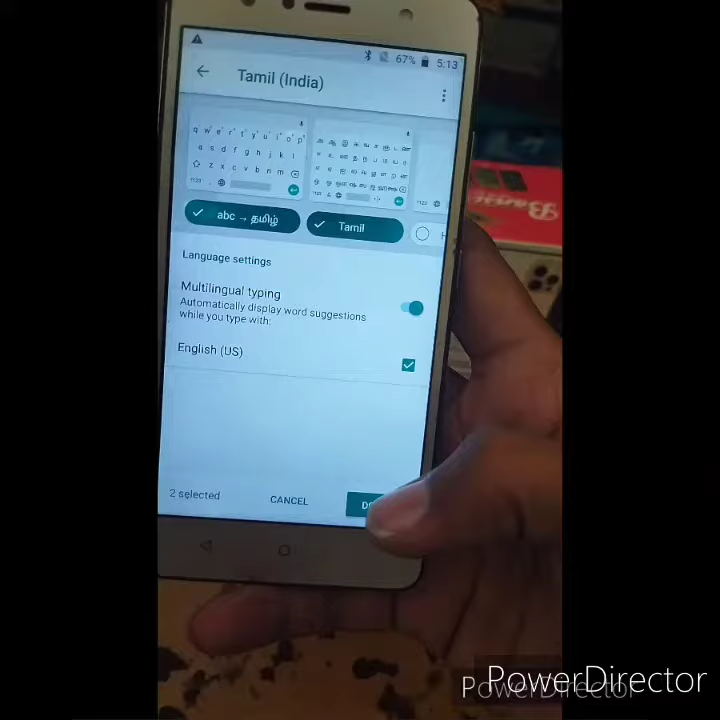 67% 5:13
Tamil (India)
q w e r t y u i o p
a s d f g h j k l
z x c v b n m
abc → தமிழ்
Tamil
Language settings
Multilingual typing
Automatically display word suggestions
while you type with:
English (US)
2 selected
CANCEL
PowerDirector
PowerDirector